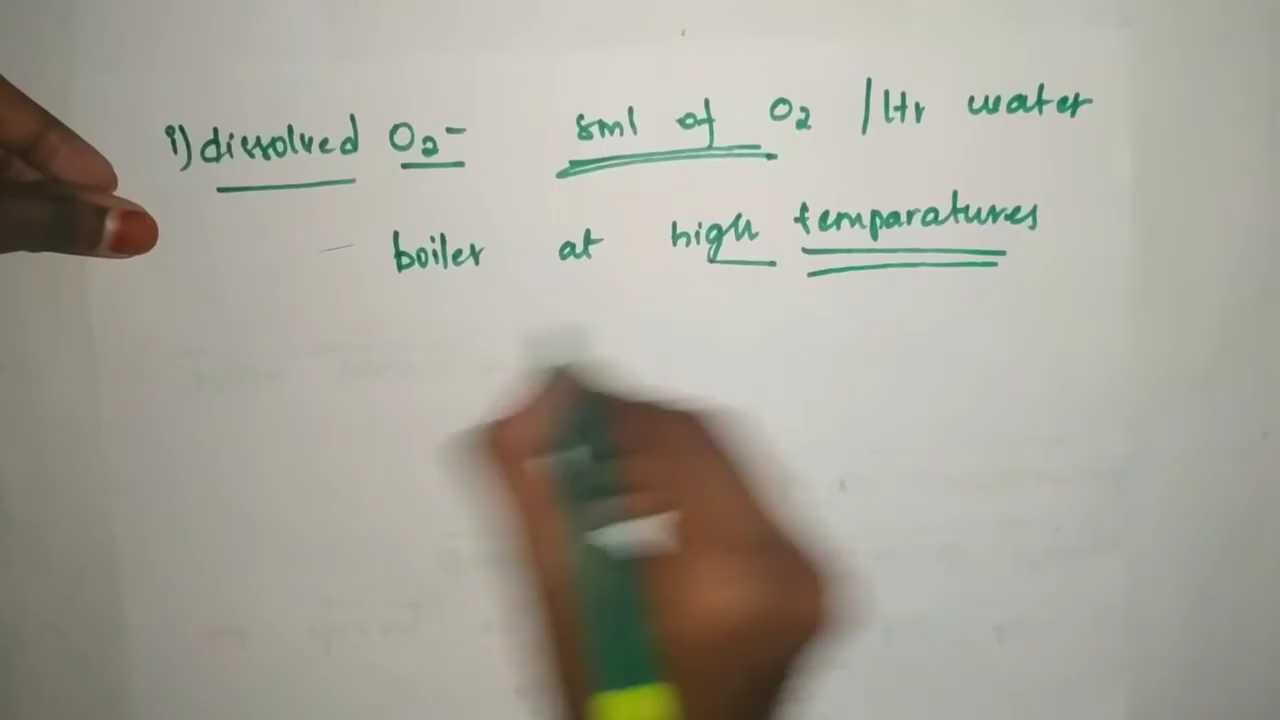 i) dissolved O2- 8ml of O2 /ltr water
boiler at high temparatures